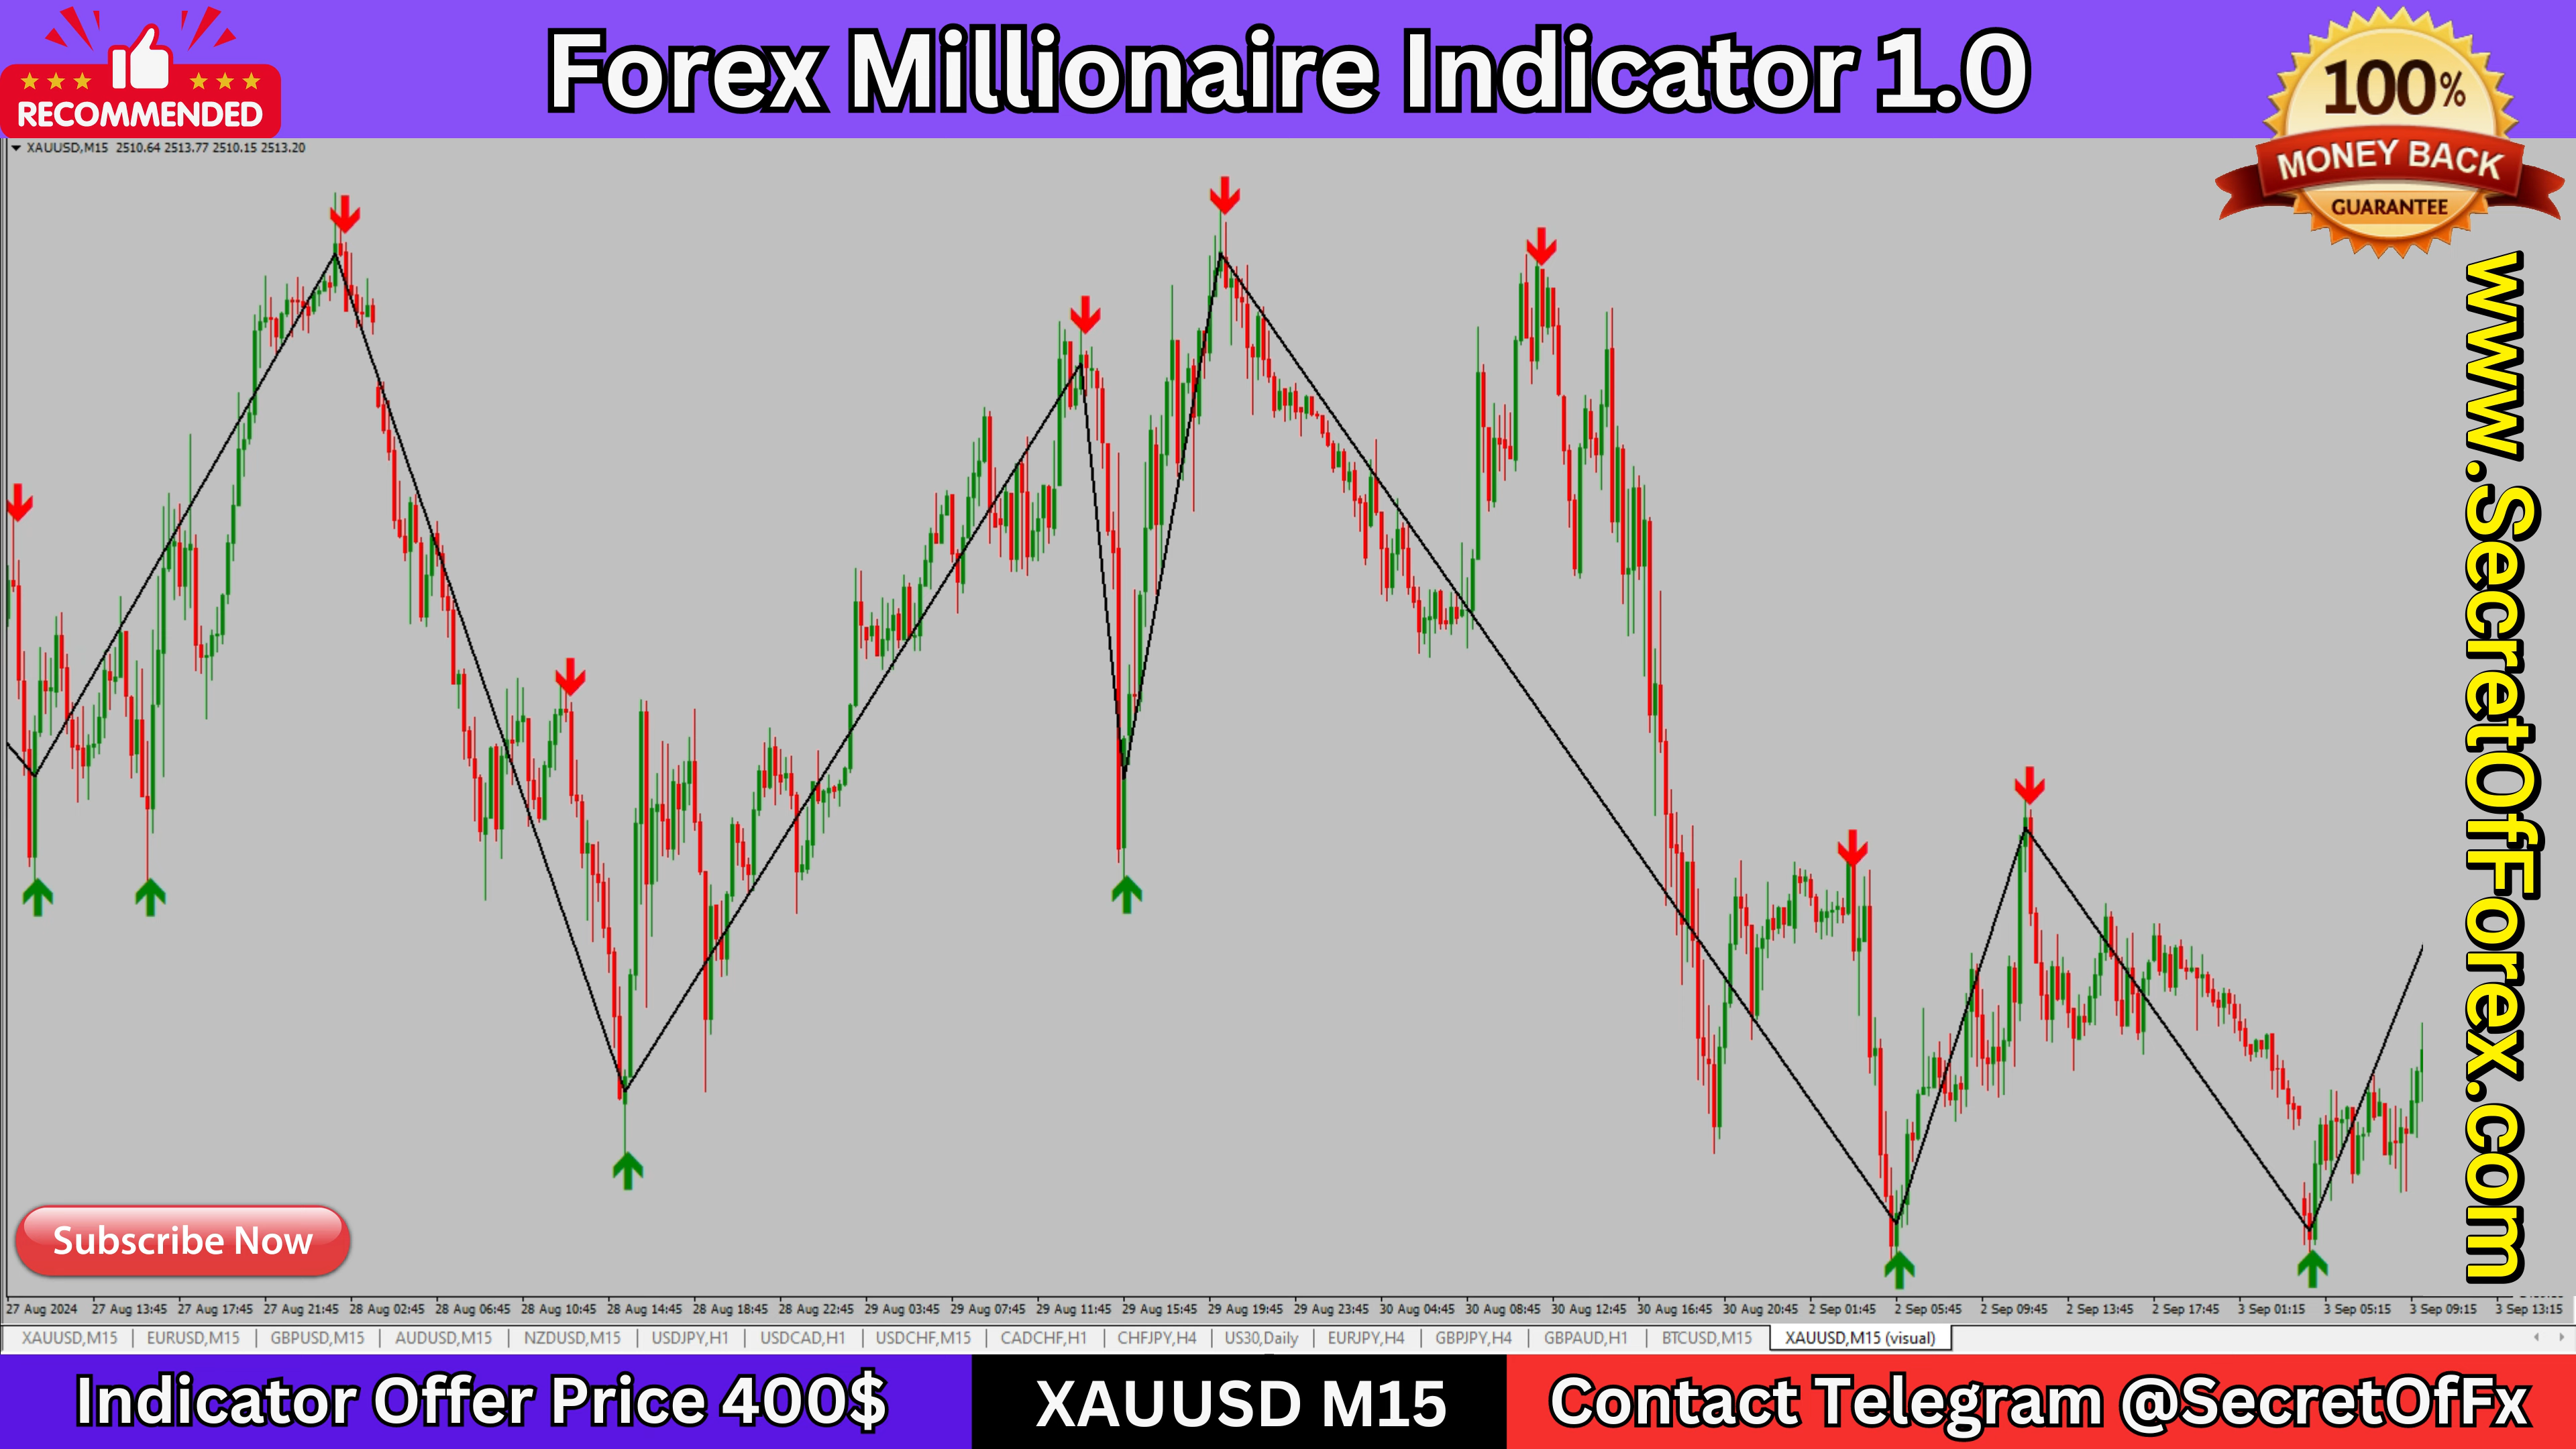 RECOMMENDED
Forex Millionaire Indicator 1.0
100%
MONEY BACK
GUARANTEE
XAUUSD,M15 2510.64 2513.77 2510.15 2513.20
www.SecretOfForex.com
Subscribe Now
27 Aug 2024 27 Aug 13:45 27 Aug 17:45 27 Aug 21:45 28 Aug 02:45 28 Aug 06:45 28 Aug 10:45 28 Aug 14:45 28 Aug 18:45 28 Aug 22:45 29 Aug 03:45 29 Aug 07:45 29 Aug 11:45 29 Aug 15:45 29 Aug 19:45 29 Aug 23:45 30 Aug 04:45 30 Aug 08:45 30 Aug 12:45 30 Aug 16:45 30 Aug 20:45 2 Sep 01:45 2 Sep 05:45 2 Sep 09:45 2 Sep 13:45 2 Sep 17:45 3 Sep 01:15 3 Sep 05:15 3 Sep 09:15 3 Sep 13:15
XAUUSD,M15 | EURUSD,M15 | GBPUSD,M15 | AUDUSD,M15 | NZDUSD,M15 | USDJPY,H1 | USDCAD,H1 | USDCHF,M15 | CADCHF,H1 | CHFJPY,H4 | US30,Daily | EURJPY,H4 | GBPJPY,H4 | GBPAUD,H1 | BTCUSD,M15 XAUUSD,M15 (visual)
Indicator Offer Price 400$
XAUUSD M15
Contact Telegram @SecretOfFx